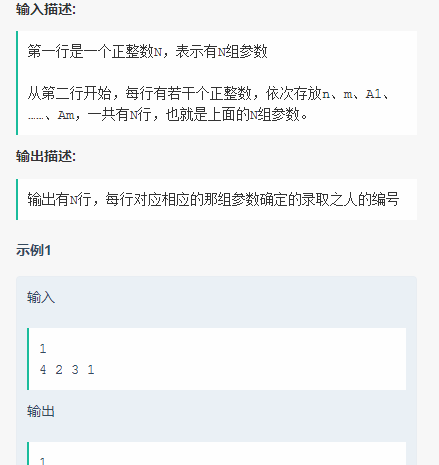 输入描述:
第一行是一个正整数N，表示有N组参数
从第二行开始，每行有若干个正整数，依次存放n、m、A1、
……、Am，一共有N行，也就是上面的N组参数。
输出描述:
输出有N行，每行对应相应的那组参数确定的录取之人的编号
示例1
输入
1
4 2 3 1
输出
1